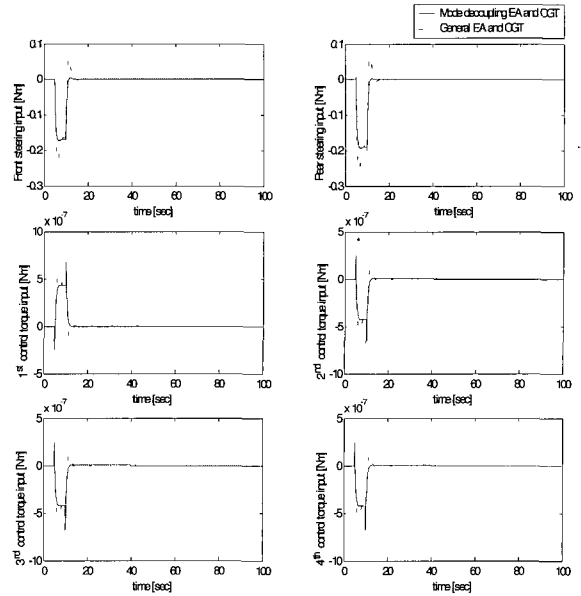 Mode decoupling EA and CGT
General EA and CGT
0.1
0
-0.1
-0.2
-0.3
Front steering input [Nm]
0 20 40 60 80 100
time [sec]
0.1
0
-0.1
-0.2
-0.3
Rear steering input [Nm]
0 20 40 60 80 100
time [sec]
x 10⁻⁷
10
5
0
-5
1st control torque input [Nm]
0 20 40 60 80 100
time [sec]
x 10⁻⁷
5
0
-5
-10
2nd control torque input [Nm]
0 20 40 60 80 100
time [sec]
x 10⁻⁷
5
0
-5
-10
3rd control torque input [Nm]
0 20 40 60 80 100
time [sec]
x 10⁻⁷
5
0
-5
-10
4th control torque input [Nm]
0 20 40 60 80 100
time [sec]